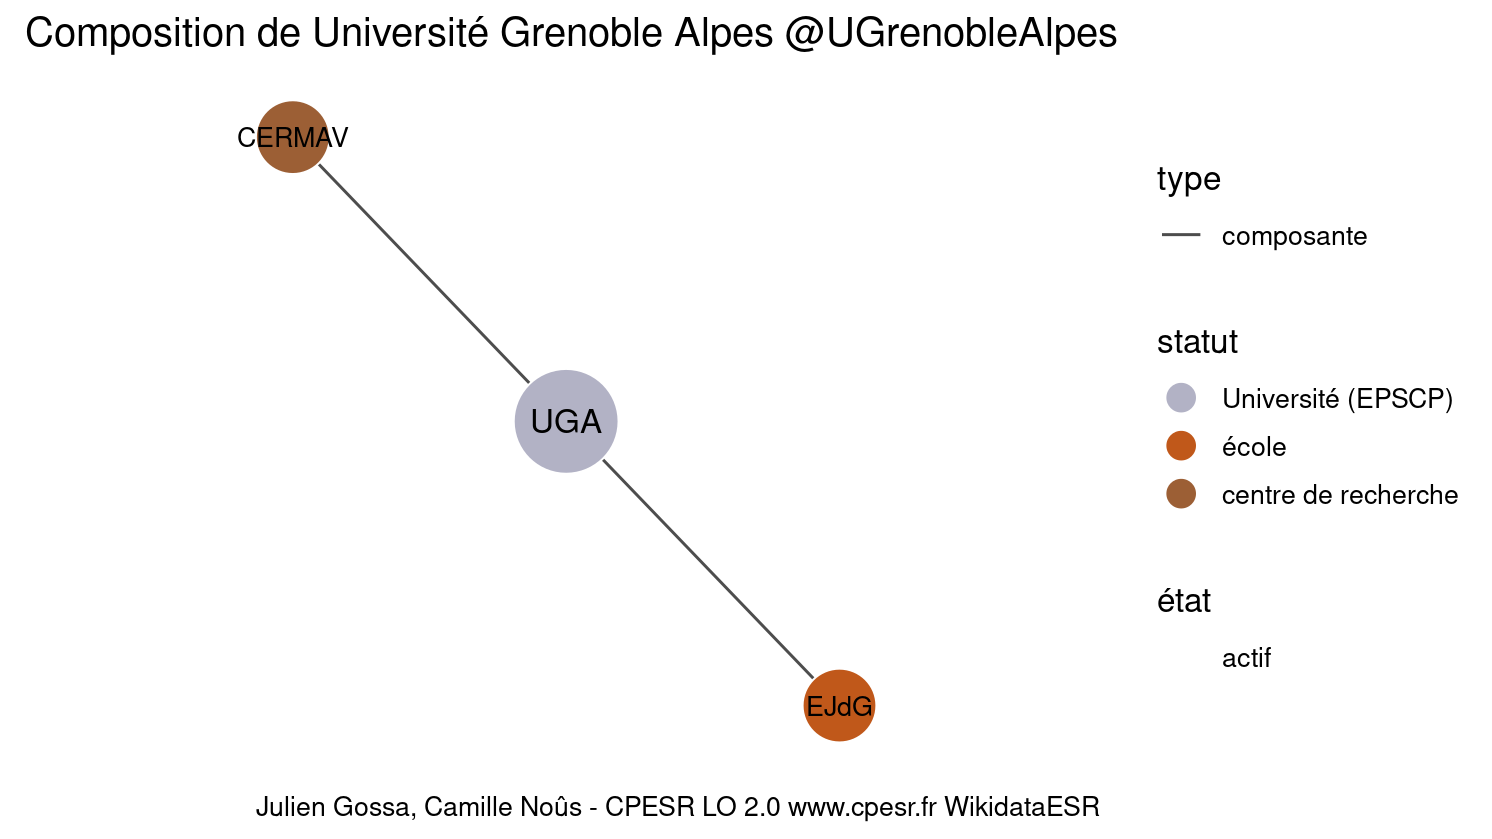 Composition de Université Grenoble Alpes @UGrenobleAlpes
CERMAV
UGA
EJdG
type
composante
statut
Université (EPSCP)
école
centre de recherche
état
actif
Julien Gossa, Camille Noûs - CPESR LO 2.0 www.cpesr.fr WikidataESR